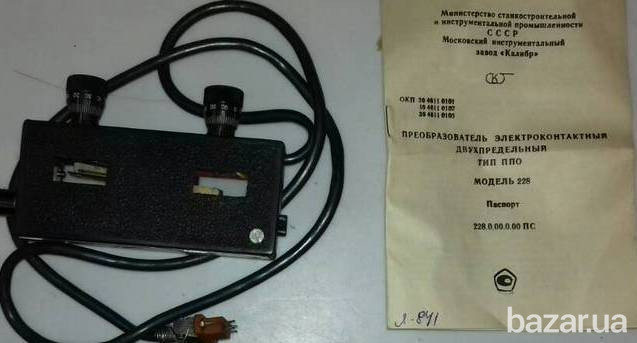 Министерство станкостроительной
и инструментальной промышленности
СССР
Московский инструментальный
завод «Калибр»
ОКП 39 4611 0101
39 4611 0102
39 4611 0103
ПРЕОБРАЗОВАТЕЛЬ ЭЛЕКТРОКОНТАКТНЫЙ
ДВУХПРЕДЕЛЬНЫЙ
ТИП ППО
МОДЕЛЬ 228
Паспорт
228.0.00.0.00 ПС
я-841
bazar.ua